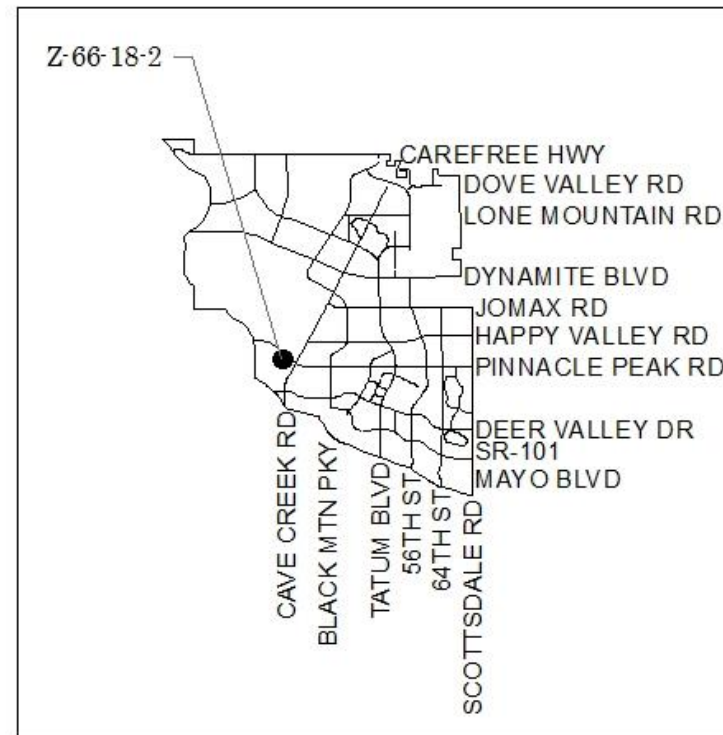 Z-66-18-2
CAREFREE HWY
DOVE VALLEY RD
LONE MOUNTAIN RD
DYNAMITE BLVD
JOMAX RD
HAPPY VALLEY RD
PINNACLE PEAK RD
DEER VALLEY DR
SR-101
MAYO BLVD
CAVE CREEK RD
BLACK MTN PKY
TATUM BLVD
56TH ST
64TH ST
SCOTTSDALE RD